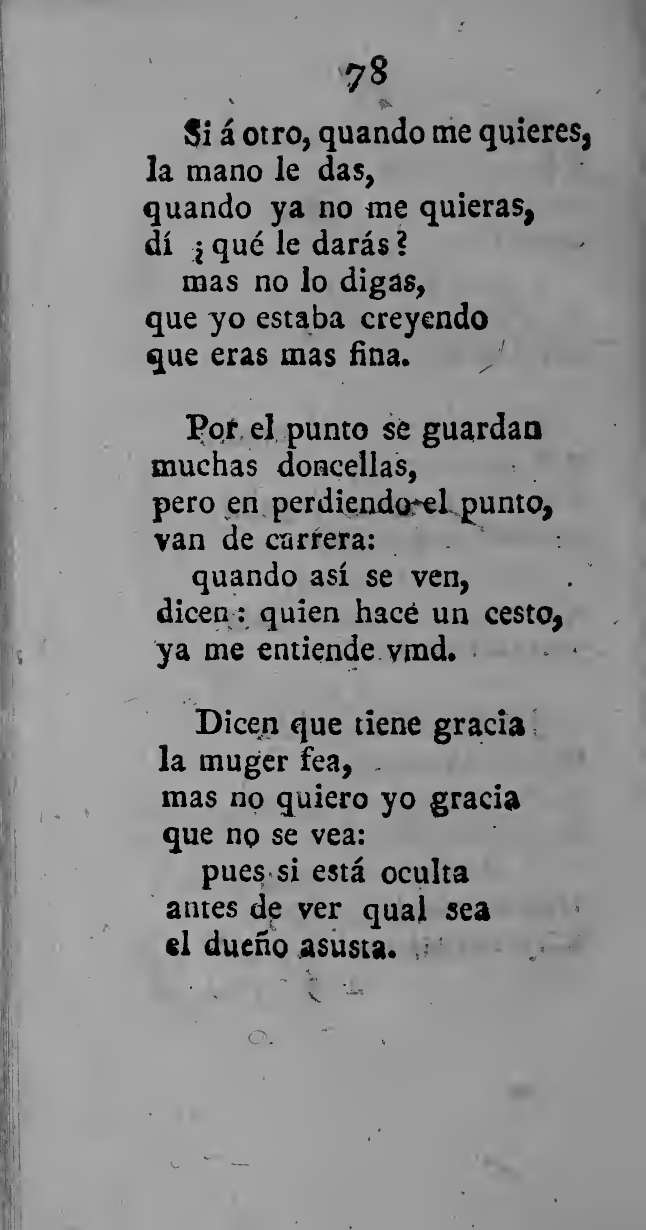 78
Si á otro, quando me quieres,
la mano le das,
quando ya no me quieras,
dí ¿qué le darás?
mas no lo digas,
que yo estaba creyendo
que eras mas fina.
Por el punto se guardan
muchas doncellas,
pero en perdiendo el punto,
van de carrera:
quando así se ven,
dicen: quien hace un cesto,
ya me entiende vmd.
Dicen que tiene gracia
la muger fea,
mas no quiero yo gracia
que no se vea:
pues si está oculta
antes de ver qual sea
el dueño asusta.